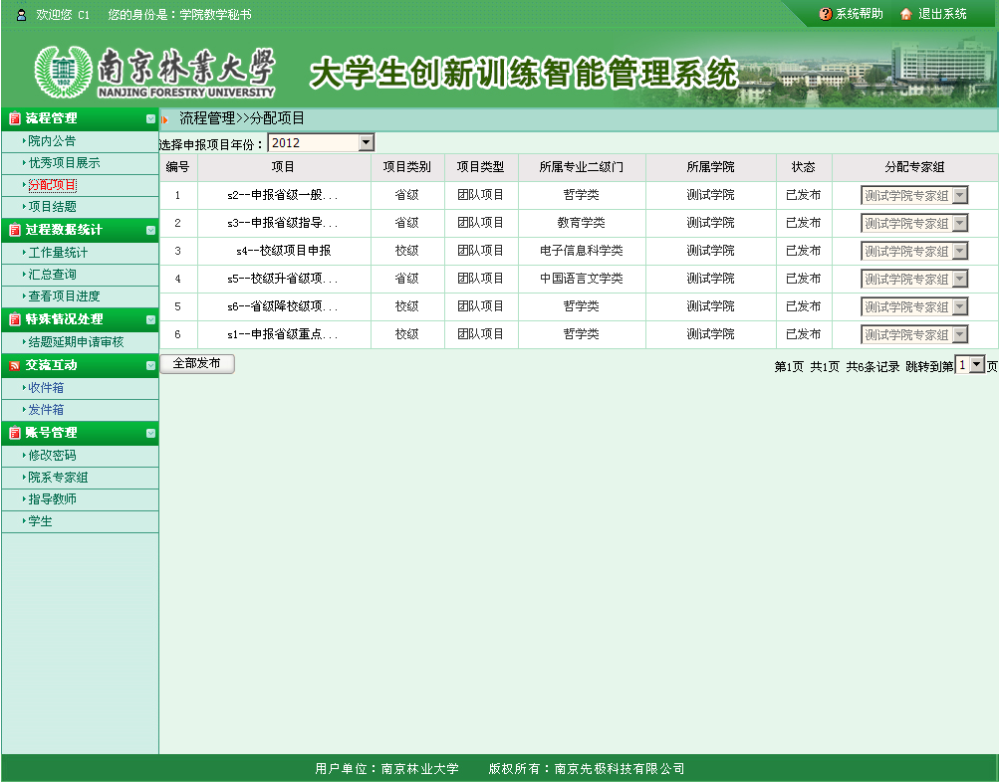 欢迎您 C1 您的身份是：学院教学秘书 系统帮助 退出系统
南京林業大學 大学生创新训练智能管理系统
NANJING FORESTRY UNIVERSITY
流程管理 流程管理>>分配项目
院内公告 选择申报项目年份： 2012
优秀项目展示
分配项目
项目结题
过程数据统计
工作量统计
汇总查询
查看项目进度
特殊情况处理
结题延期申请审核
交流互动
收件箱
发件箱
账号管理
修改密码
院系专家组
指导教师
学生
编号 项目 项目类别 项目类型 所属专业二级门 所属学院 状态 分配专家组
1 s2--申报省级一般... 省级 团队项目 哲学类 测试学院 已发布 测试学院专家组
2 s3--申报省级指导... 省级 团队项目 教育学类 测试学院 已发布 测试学院专家组
3 s4--校级项目申报 校级 团队项目 电子信息科学类 测试学院 已发布 测试学院专家组
4 s5--校级升省级项... 省级 团队项目 中国语言文学类 测试学院 已发布 测试学院专家组
5 s6--省级降校级项... 校级 团队项目 哲学类 测试学院 已发布 测试学院专家组
6 s1--申报省级重点... 校级 团队项目 哲学类 测试学院 已发布 测试学院专家组
全部发布 第1页 共1页 共6条记录 跳转到第 1 页
用户单位：南京林业大学 版权所有：南京先极科技有限公司